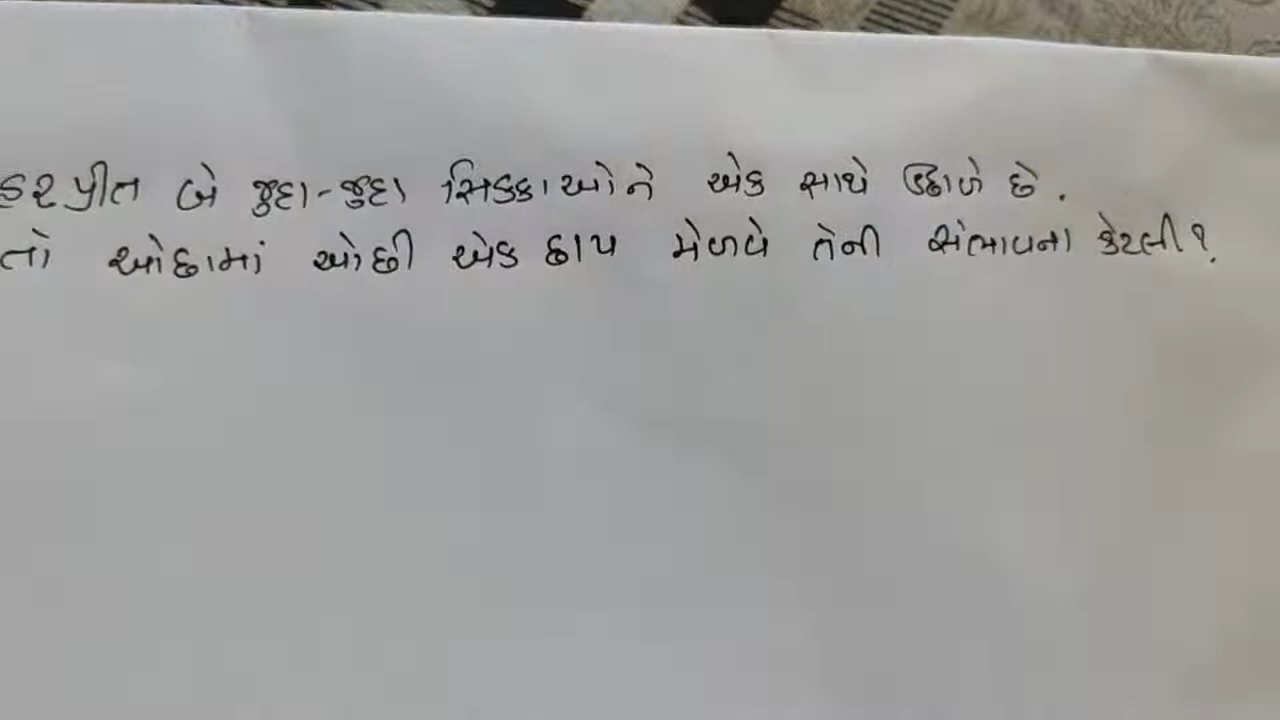 હરપ્રીત બે જુદા-જુદા સિક્કાઓને એક સાથે ઉછાળે છે.
તો ઓછામાં ઓછી એક છાપ મેળવે તેની સંભાવના કેટલી?